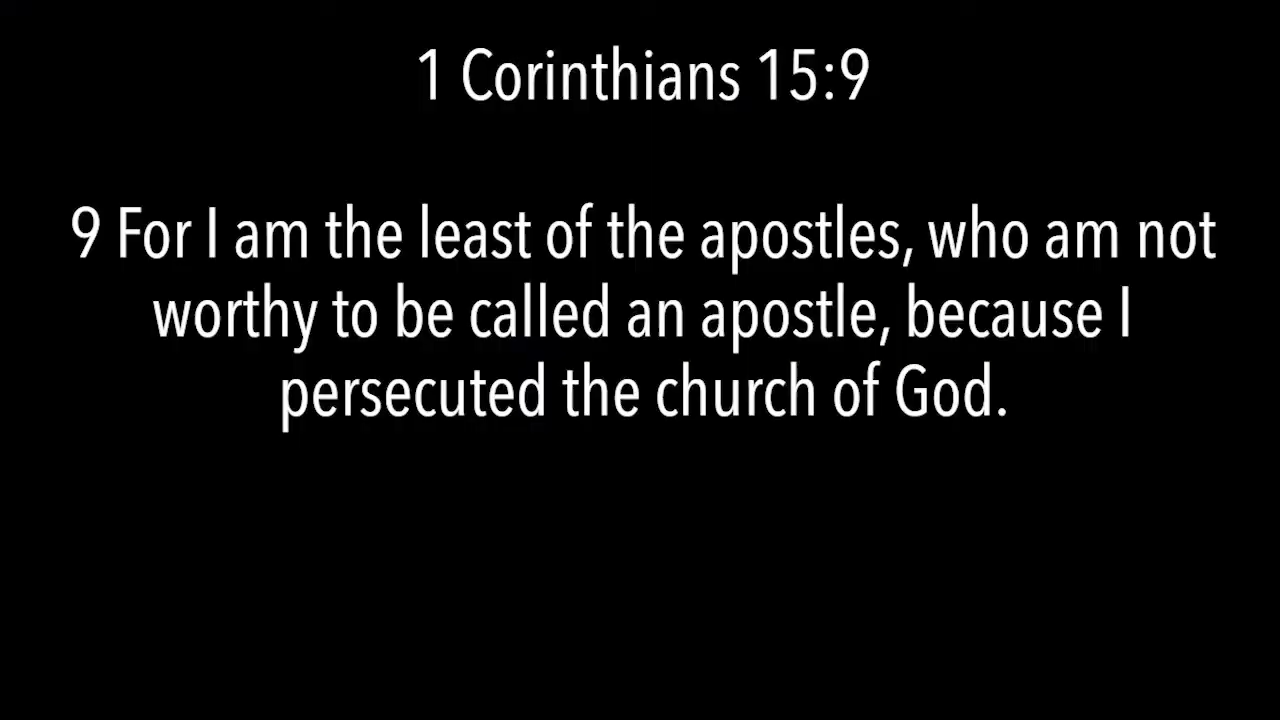 1 Corinthians 15:9
9 For I am the least of the apostles, who am not
worthy to be called an apostle, because I
persecuted the church of God.